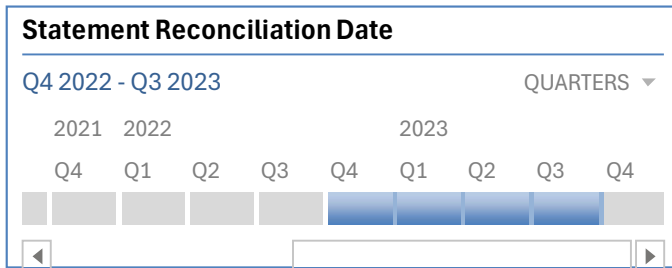 Statement Reconciliation Date
Q4 2022 - Q3 2023 QUARTERS
2021 2022 2023
Q4 Q1 Q2 Q3 Q4 Q1 Q2 Q3 Q4